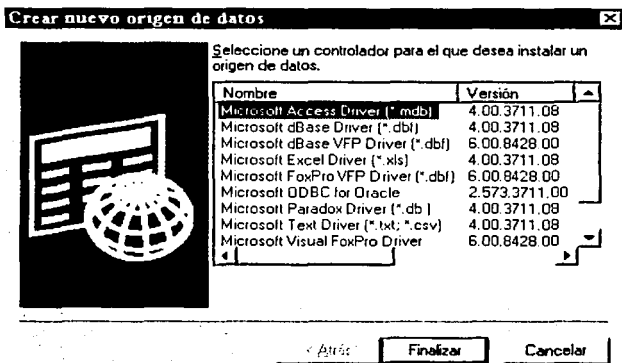 Crear nuevo origen de datos
Seleccione un controlador para el que desea instalar un
origen de datos.
Nombre Versión
Microsoft Access Driver (*.mdb) 4.00.3711.08
Microsoft dBase Driver (*.dbf) 4.00.3711.08
Microsoft dBase VFP Driver (*.dbf) 6.00.8428.00
Microsoft Excel Driver (*.xls) 4.00.3711.08
Microsoft FoxPro VFP Driver (*.dbf) 6.00.8428.00
Microsoft ODBC for Oracle 2.573.3711.00
Microsoft Paradox Driver (*.db ) 4.00.3711.08
Microsoft Text Driver (*.txt; *.csv) 4.00.3711.08
Microsoft Visual FoxPro Driver 6.00.8428.00
< Atrás Finalizar Cancelar